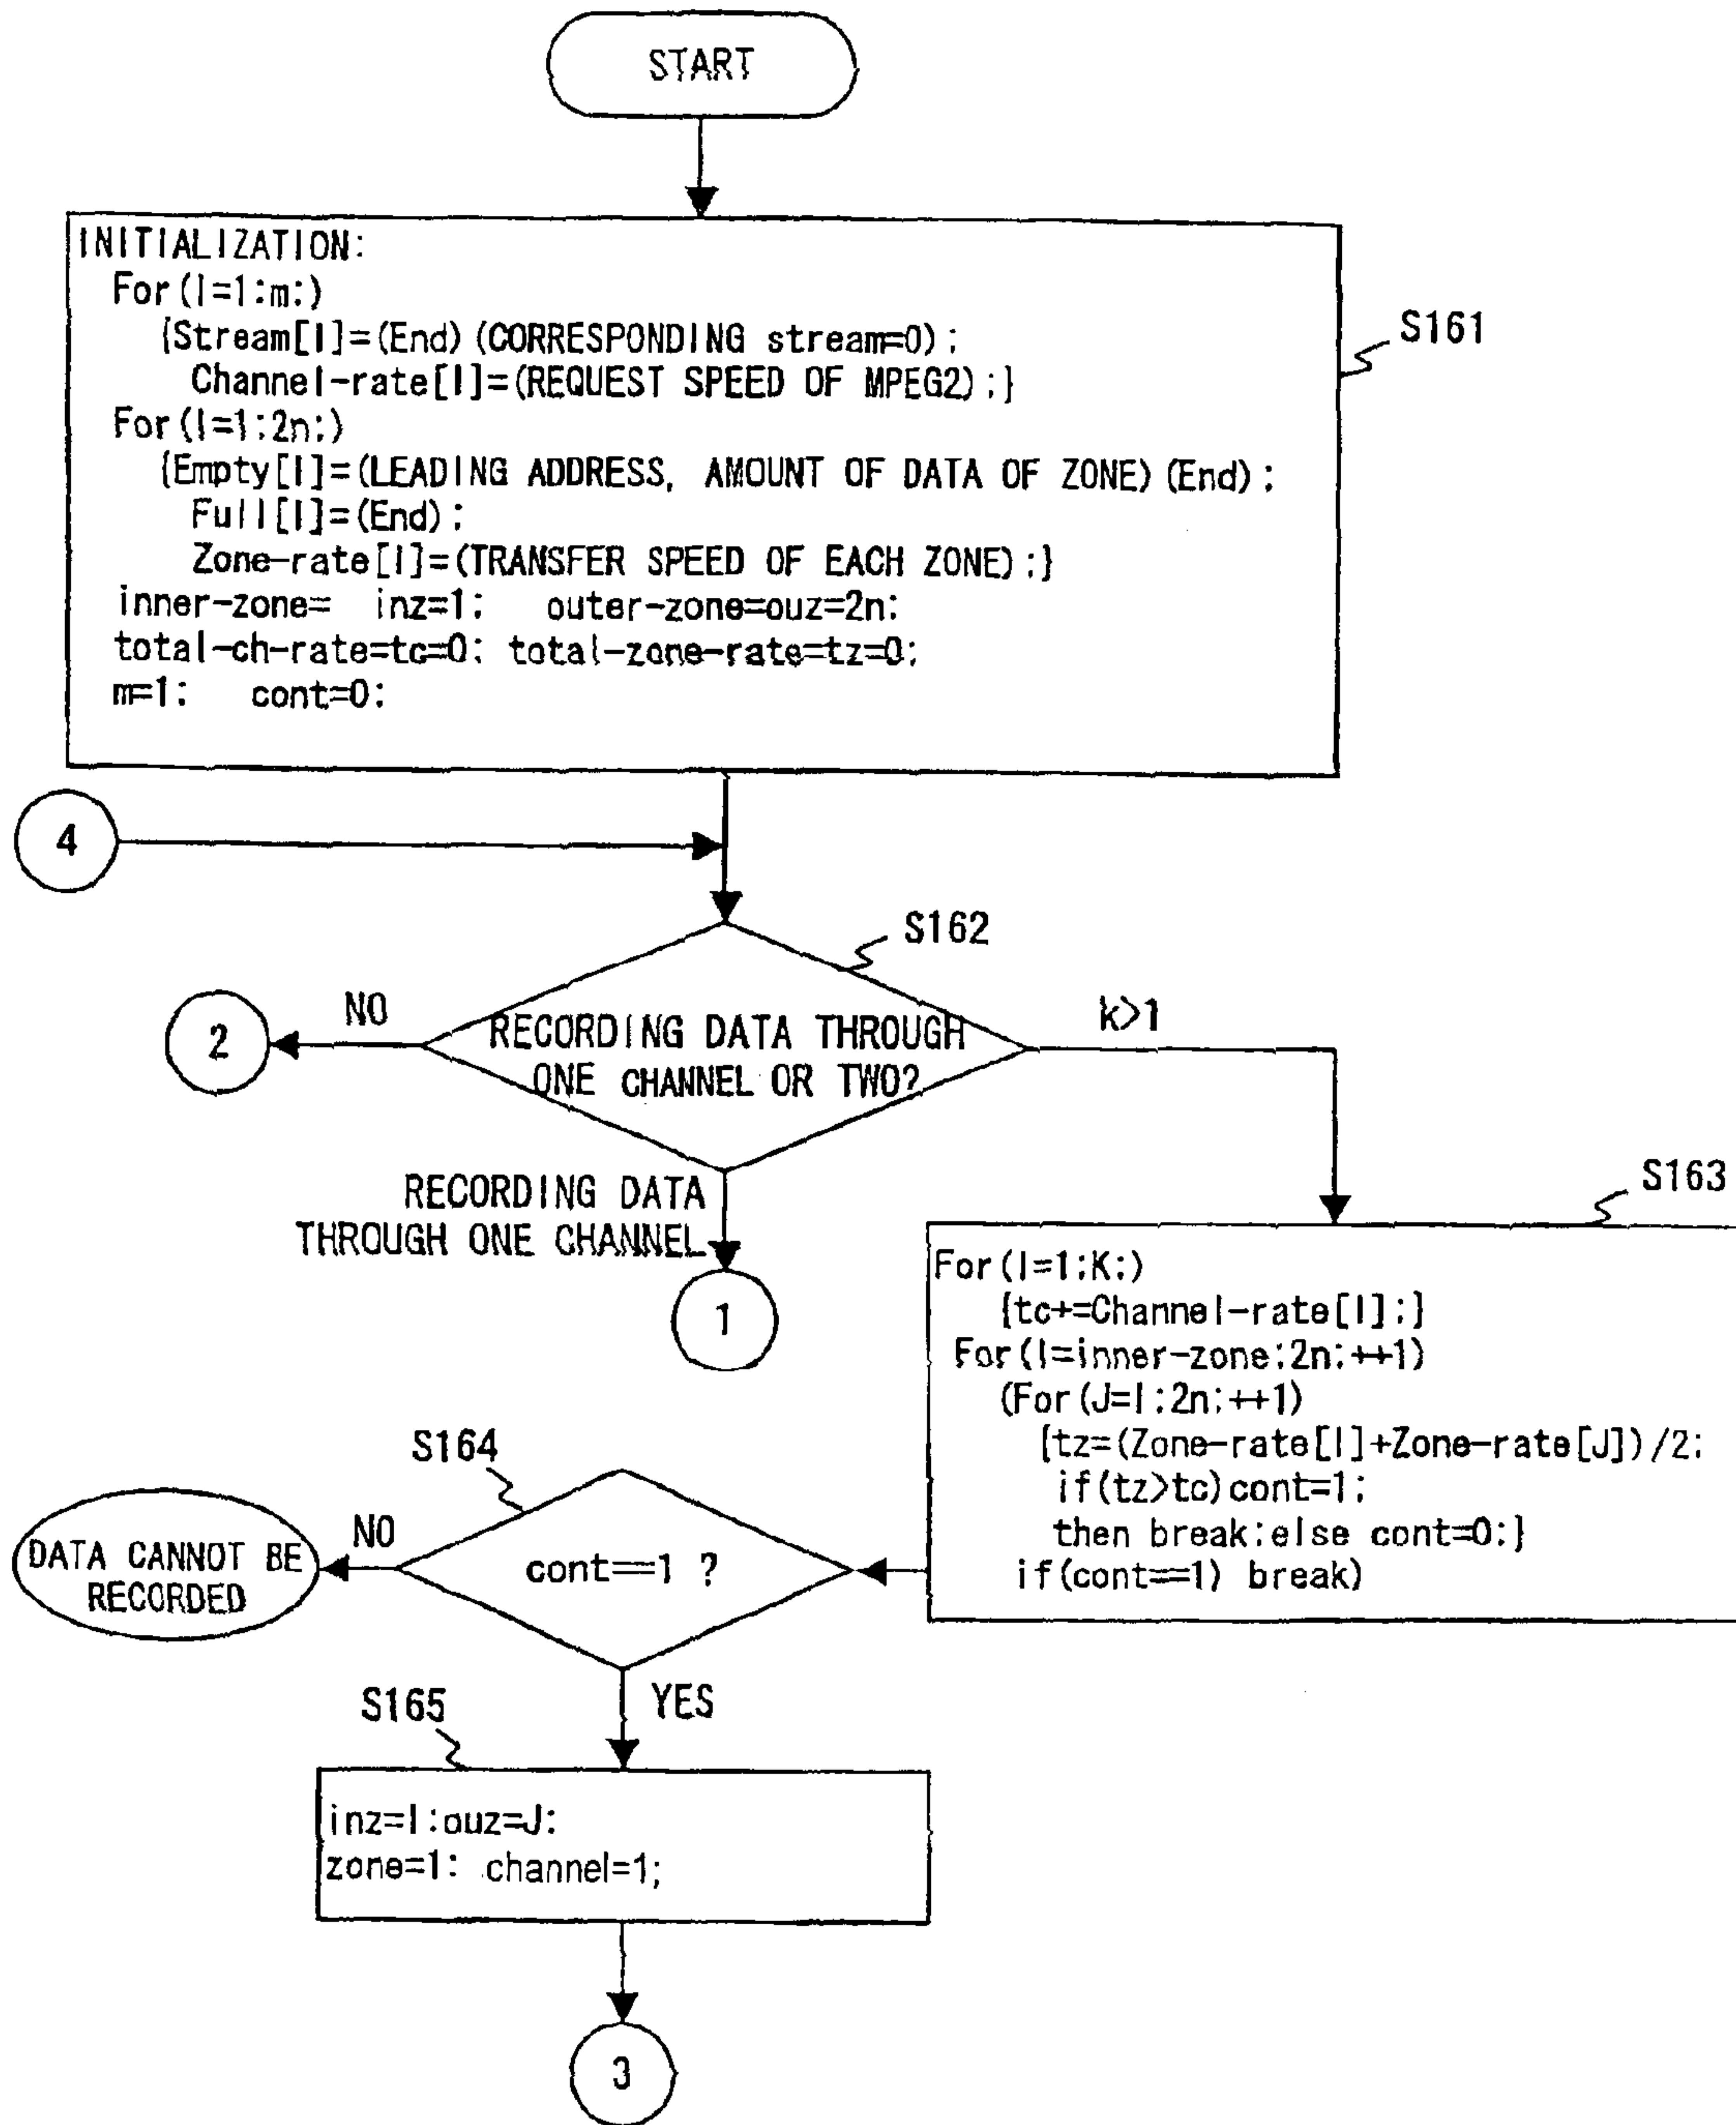 START
INITIALIZATION:
For(I=1:m:)
{Stream[I]=(End)(CORRESPONDING stream=0);
Channel-rate[I]=(REQUEST SPEED OF MPEG2);}
For(I=1:2n:)
{Empty[I]=(LEADING ADDRESS, AMOUNT OF DATA OF ZONE)(End);
Full[I]=(End);
Zone-rate[I]=(TRANSFER SPEED OF EACH ZONE);}
inner-zone= inz=1: outer-zone=ouz=2n:
total-ch-rate=tc=0: total-zone-rate=tz=0:
m=1: cont=0:
S161
4
S162
NO
2
RECORDING DATA THROUGH
ONE CHANNEL OR TWO?
k>1
RECORDING DATA
THROUGH ONE CHANNEL
1
S163
For(I=1:K:)
{tc+=Channel-rate[I];}
For(I=inner-zone:2n:++1)
(For(J=I:2n:++1)
{tz=(Zone-rate[I]+Zone-rate[J])/2:
if(tz>tc)cont=1:
then break:else cont=0:}
if(cont==1) break)
S164
NO
DATA CANNOT BE
RECORDED
cont==1 ?
YES
S165
inz=I:ouz=J:
zone=1: channel=1;
3